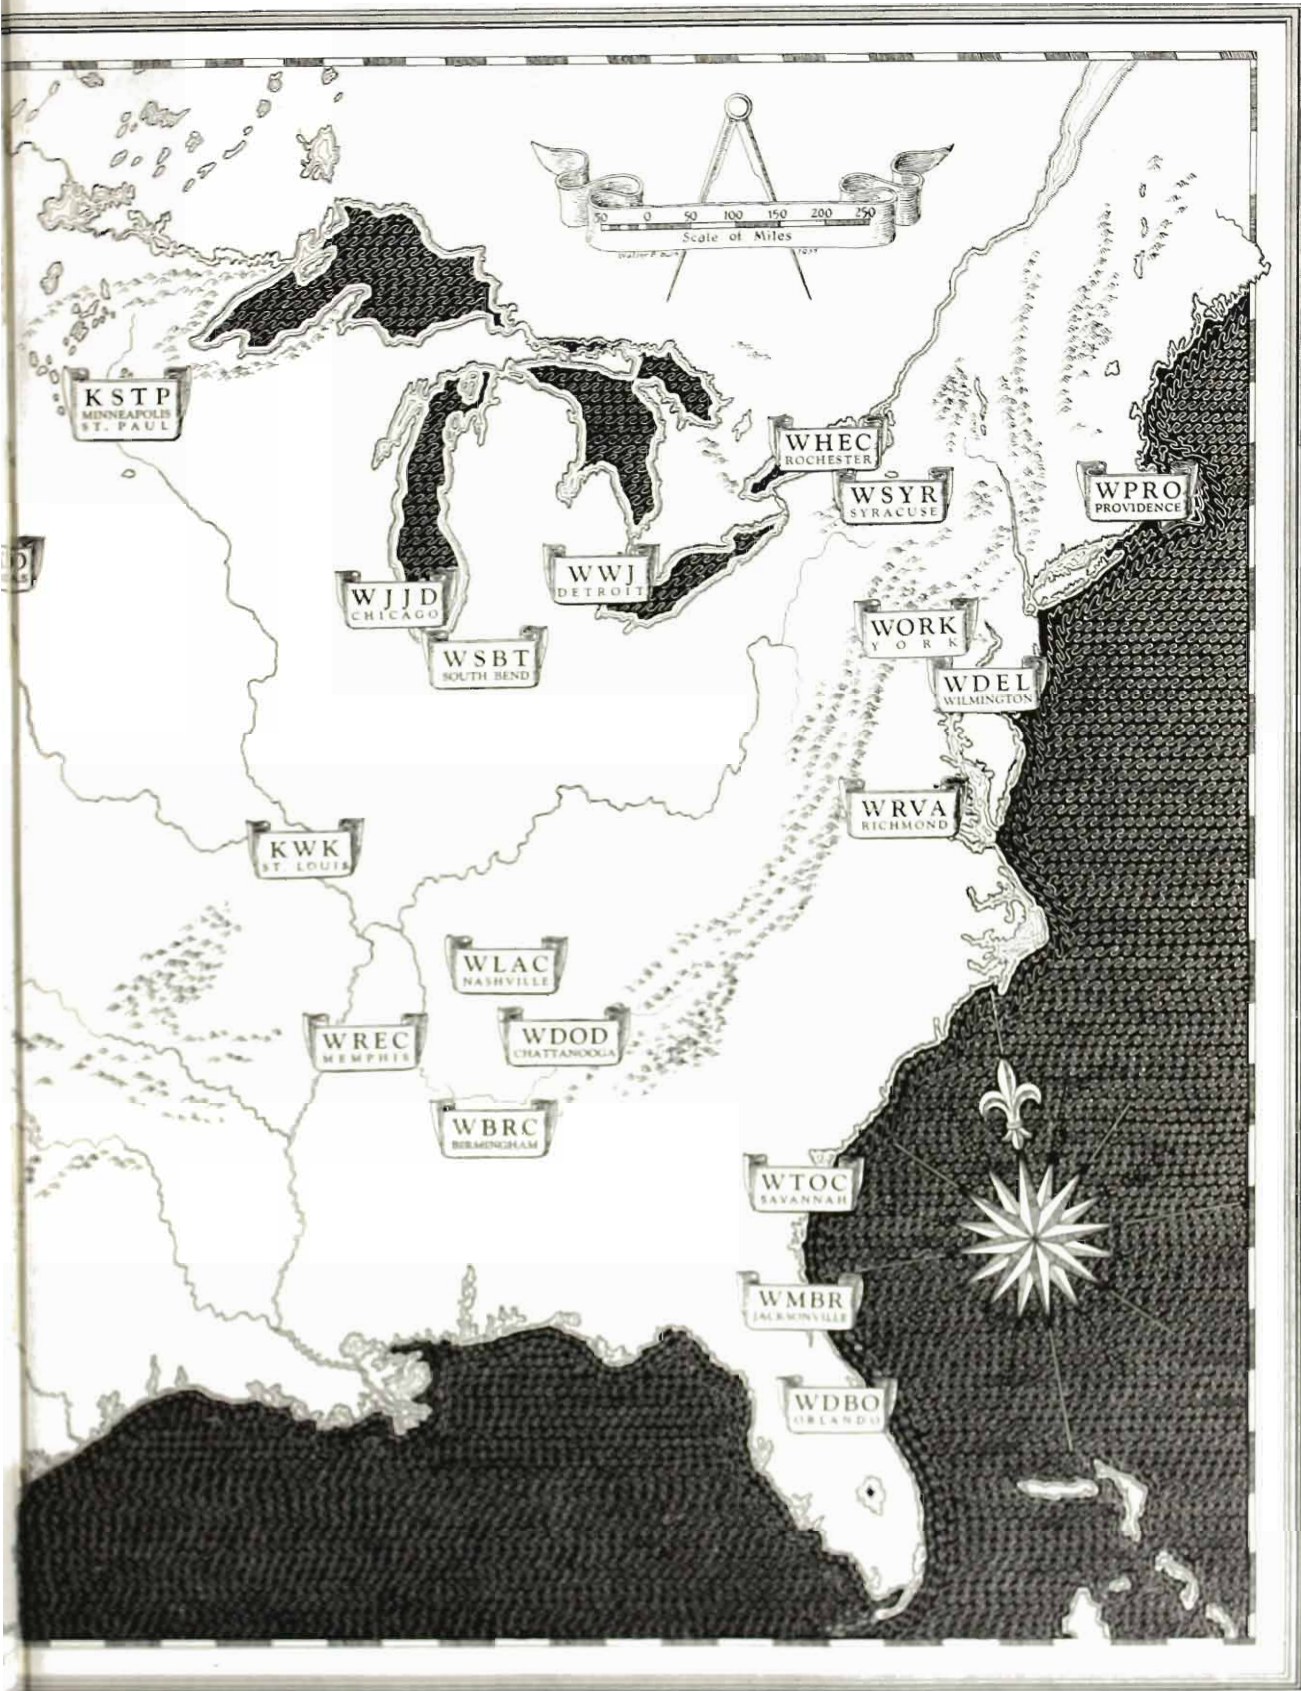 50 0 50 100 150 200 250
Scale of Miles
KSTP
MINNEAPOLIS
ST. PAUL
WHEC
ROCHESTER
WSYR
SYRACUSE
WPRO
PROVIDENCE
WWJ
DETROIT
WJJD
CHICAGO
WORK
YORK
WSBT
SOUTH BEND
WDEL
WILMINGTON
WRVA
RICHMOND
KWK
ST. LOUIS
WLAC
NASHVILLE
WREC
MEMPHIS
WDOD
CHATTANOOGA
WBRC
BIRMINGHAM
WTOC
SAVANNAH
WMBR
JACKSONVILLE
WDBO
ORLANDO